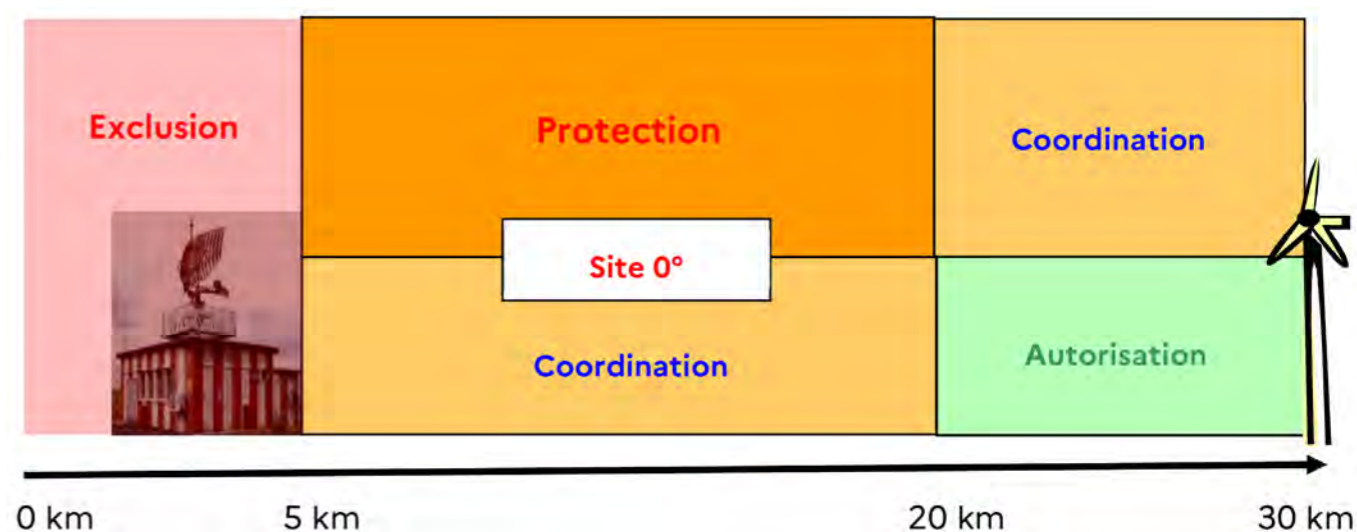 Exclusion
Protection
Coordination
Site 0°
Coordination
Autorisation
0 km
5 km
20 km
30 km